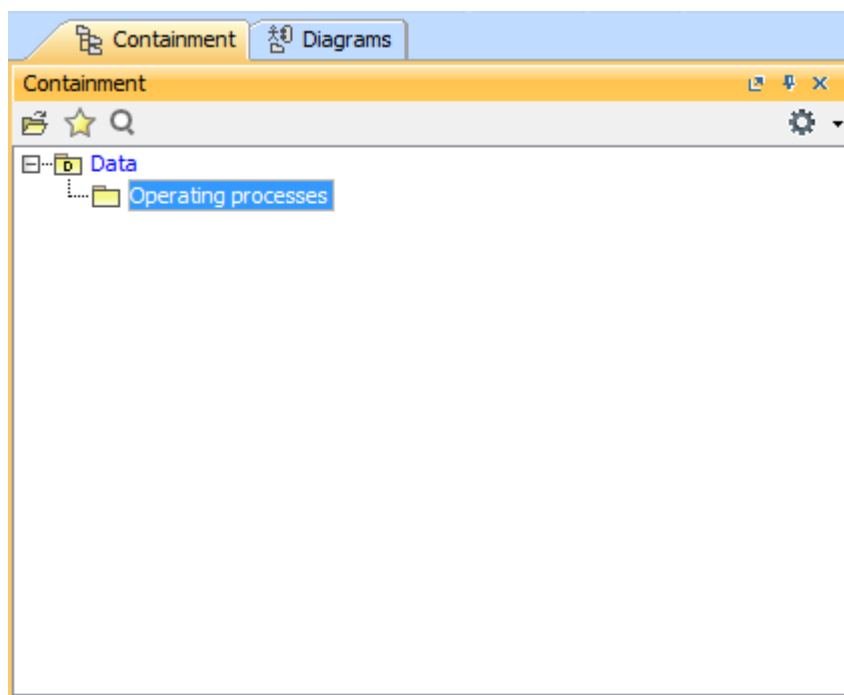 Containment Diagrams
Containment
D Data
Operating processes